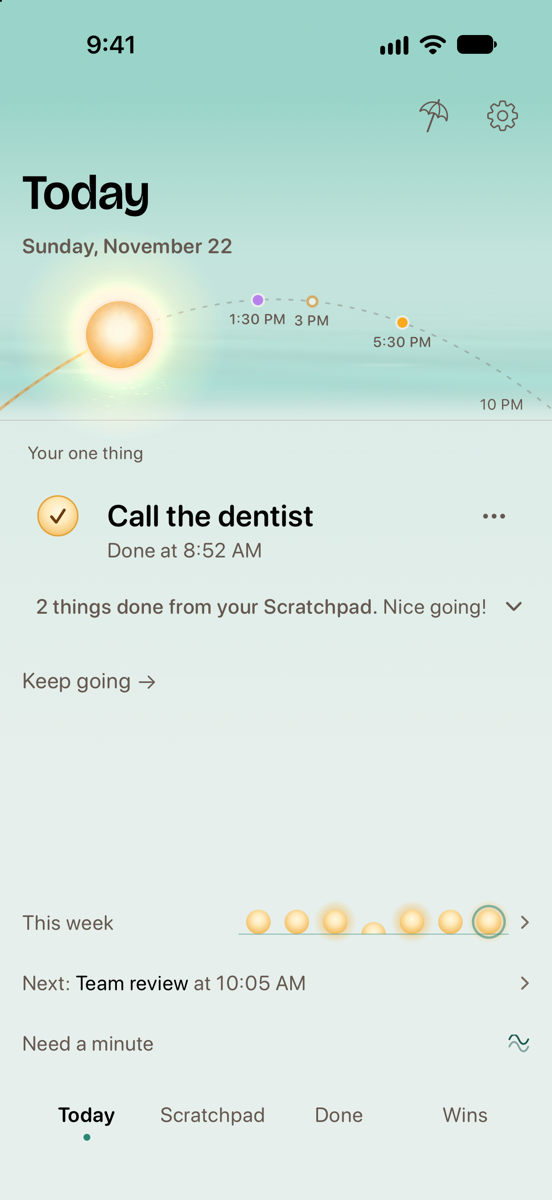 9:41
Today
Sunday, November 22
1:30 PM
3 PM
5:30 PM
10 PM
Your one thing
Call the dentist
Done at 8:52 AM
2 things done from your Scratchpad. Nice going!
Keep going →
This week
Next: Team review at 10:05 AM
Need a minute
Today
Scratchpad
Done
Wins